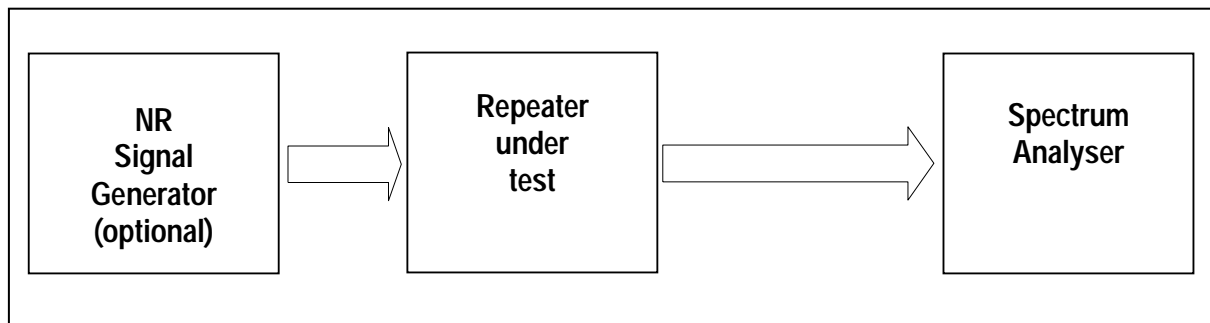 NR
Signal
Generator
(optional)
Repeater
under
test
Spectrum
Analyser